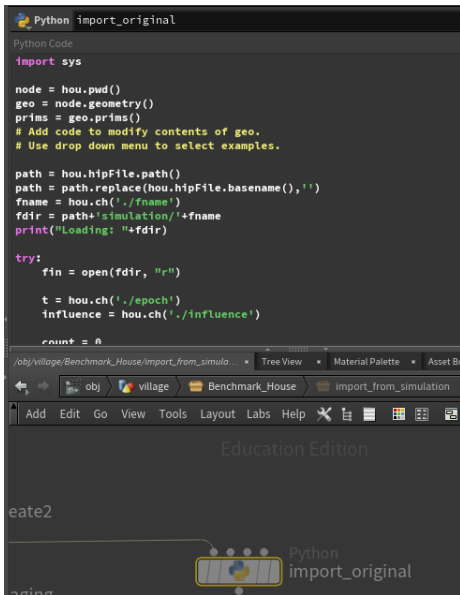 Python import_original
Python Code
import sys
node = hou.pwd()
geo = node.geometry()
prims = geo.prims()
# Add code to modify contents of geo.
# Use drop down menu to select examples.
path = hou.hipFile.path()
path = path.replace(hou.hipFile.basename(),'')
fname = hou.ch('./fname')
fdir = path+'simulation/'+fname
print("Loading: "+fdir)
try:
fin = open(fdir, "r")
t = hou.ch('./epoch')
influence = hou.ch('./influence')
count = 0
/obj/village/Benchmark_House/import_from_simula... × Tree View × Material Palette × Asset B
obj village Benchmark_House import_from_simulation
Add Edit Go View Tools Layout Labs Help
Education Edition
eate2
Python
import_original
aging